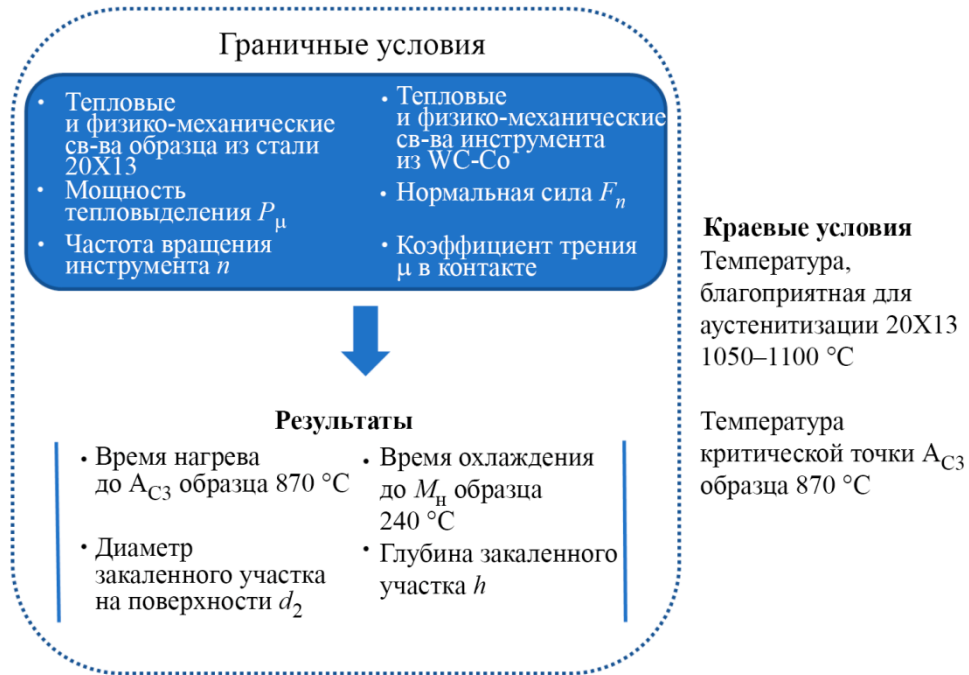 Граничные условия
• Тепловые
и физико-механические
св-ва образца из стали
20Х13
• Мощность
тепловыделения Pμ
• Частота вращения
инструмента n
• Тепловые
и физико-механические
св-ва инструмента
из WC-Co
• Нормальная сила Fn
• Коэффициент трения
μ в контакте
Результаты
• Время нагрева
до AC3 образца 870 °C
• Диаметр
закаленного участка
на поверхности d2
• Время охлаждения
до Mн образца
240 °C
• Глубина закаленного
участка h
Краевые условия
Температура,
благоприятная для
аустенитизации 20Х13
1050–1100 °C
Температура
критической точки AC3
образца 870 °C